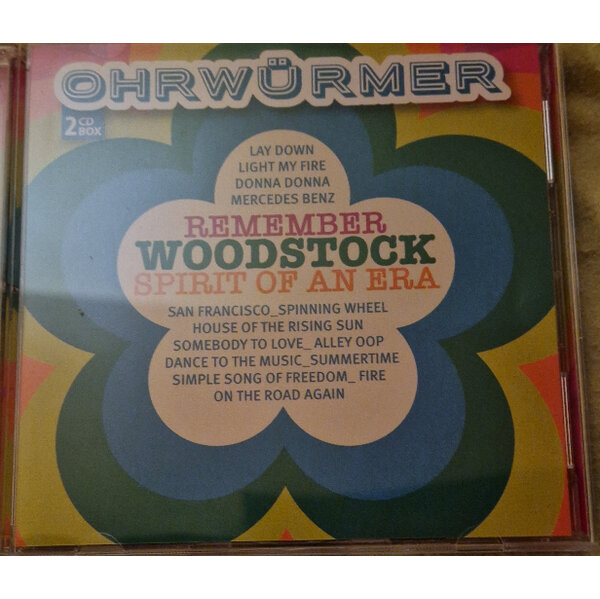 OHRWÜRMER
2 CD
BOX
LAY DOWN
LIGHT MY FIRE
DONNA DONNA
MERCEDES BENZ
REMEMBER
WOODSTOCK
SPIRIT OF AN ERA
SAN FRANCISCO_SPINNING WHEEL
HOUSE OF THE RISING SUN
SOMEBODY TO LOVE_ ALLEY OOP
DANCE TO THE MUSIC_SUMMERTIME
SIMPLE SONG OF FREEDOM_ FIRE
ON THE ROAD AGAIN